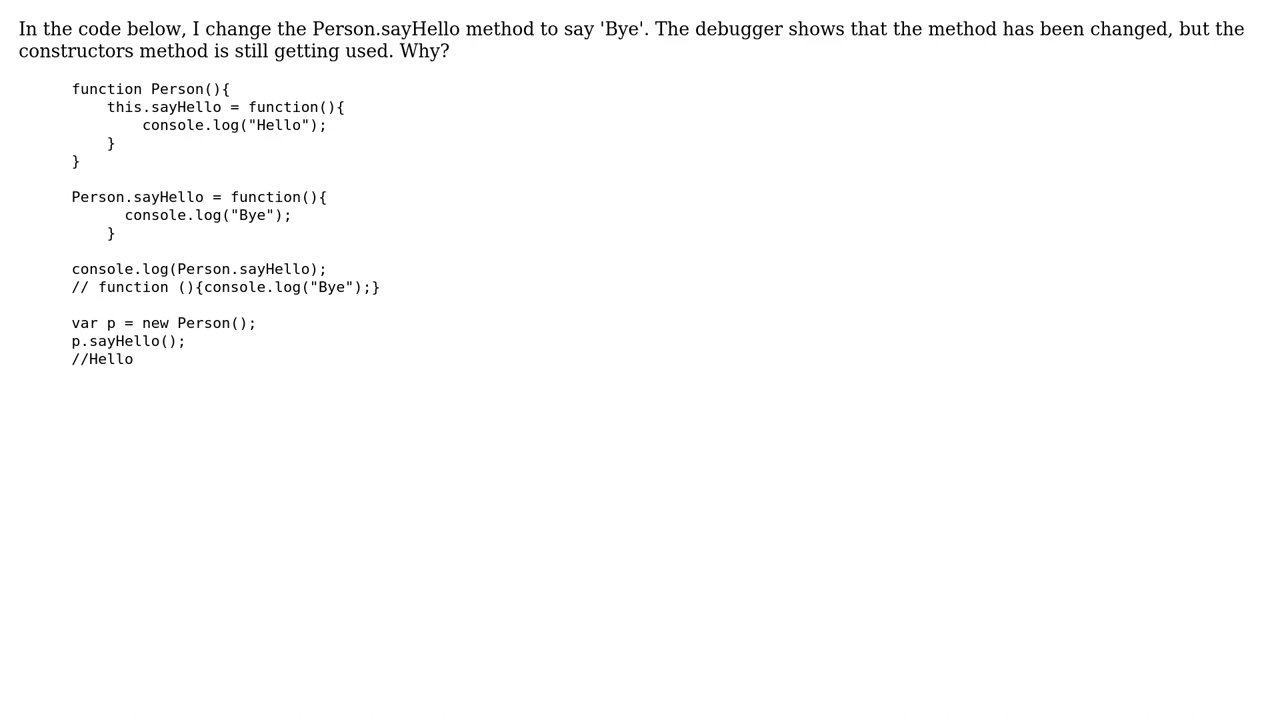 In the code below, I change the Person.sayHello method to say 'Bye'. The debugger shows that the method has been changed, but the
constructors method is still getting used. Why?
function Person(){
    this.sayHello = function(){
        console.log("Hello");
    }
}
Person.sayHello = function(){
      console.log("Bye");
    }
console.log(Person.sayHello);
// function (){console.log("Bye");}
var p = new Person();
p.sayHello();
//Hello